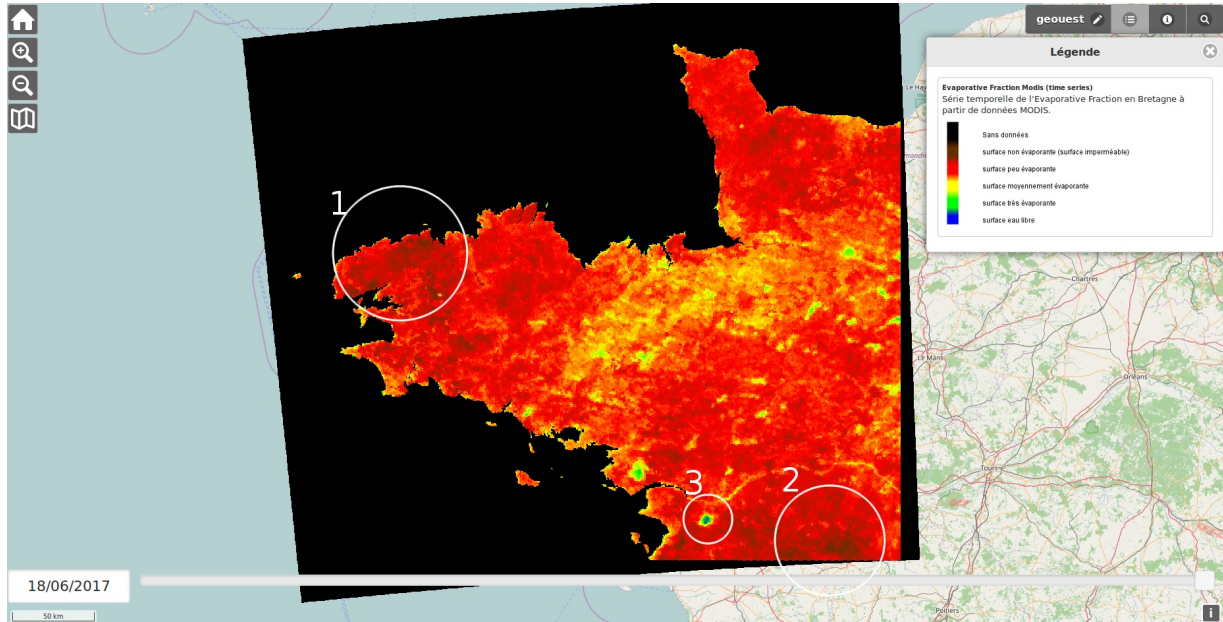 geouest
Légende
Evaporative Fraction Modis (time series)
Série temporelle de l'Evaporative Fraction en Bretagne à
partir de données MODIS.
Sans données
surface non évaporante (surface imperméable)
surface peu évaporante
surface moyennement évaporante
surface très évaporante
surface eau libre
1
2
3
Chartres
Le Mans
Orléans
Tours
Poitiers
18/06/2017
50 km